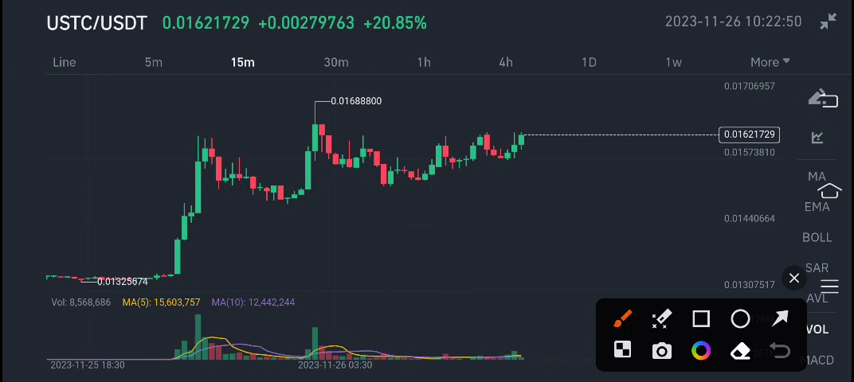 USTC/USDT 0.01621729 +0.00279763 +20.85% 2023-11-26 10:22:50
Line 5m 15m 30m 1h 4h 1D 1w More
0.01706957
0.01688800
0.01621729
0.01573810
MA
EMA
0.01440664
BOLL
SAR
0.01325674
0.01307517
AVL
Vol: 8,568,686 MA(5): 15,603,757 MA(10): 12,442,244
VOL
MACD
2023-11-25 18:30 2023-11-26 03:30